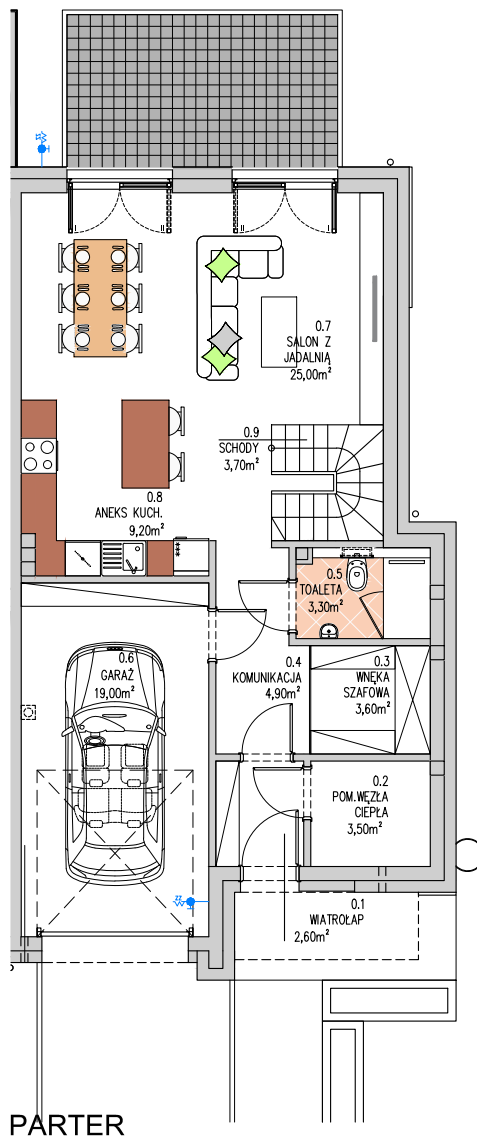 0.7
SALON Z
JADALNIĄ
25,00m²
0.9
SCHODY
3,70m²
0.8
ANEKS KUCH.
9,20m²
0.5
TOALETA
3,30m²
0.6
GARAŻ
19,00m²
0.4
KOMUNIKACJA
4,90m²
0.3
WNĘKA
SZAFOWA
3,60m²
0.2
POM.WĘZŁA
CIEPŁA
3,50m²
0.1
WIATROŁAP
2,60m²
PARTER